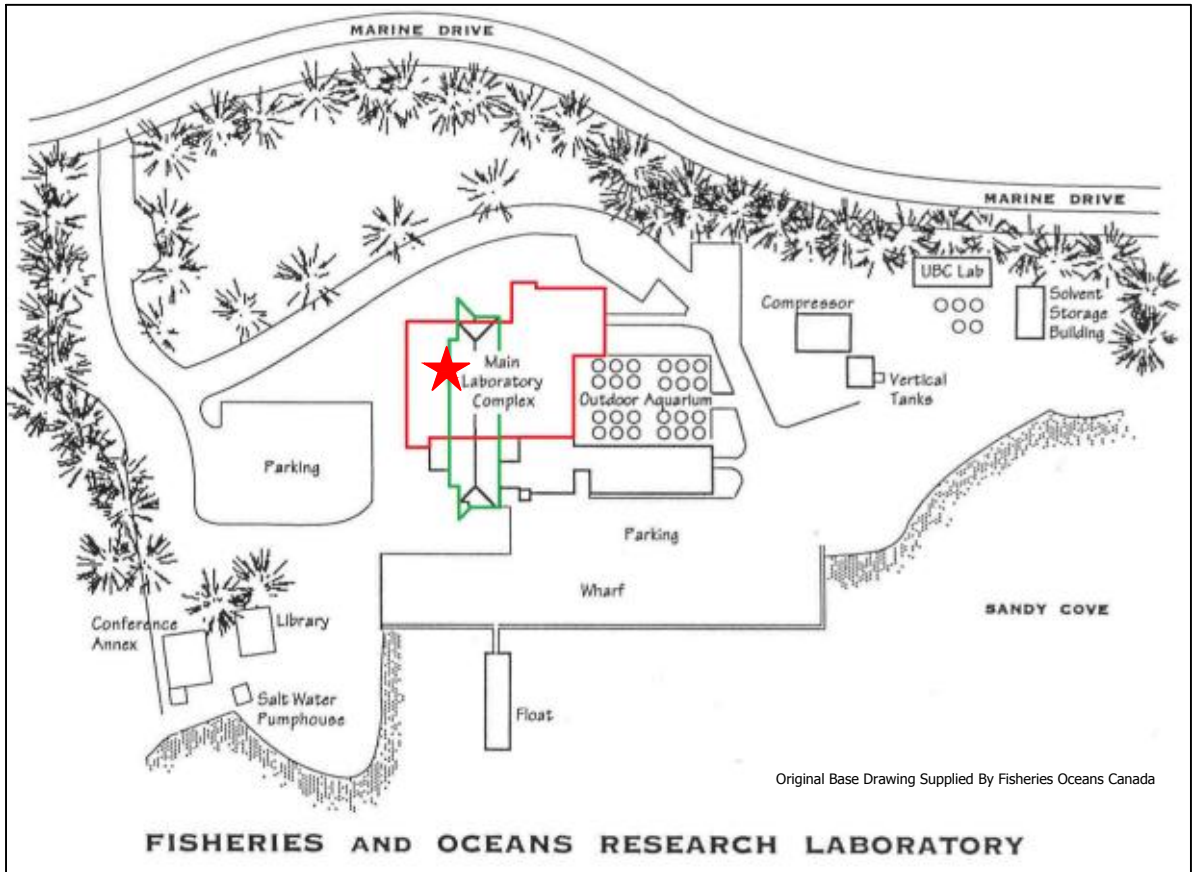 MARINE DRIVE
MARINE DRIVE
UBC Lab
Solvent
Storage
Building
Compressor
Main
Laboratory
Complex
Vertical
Tanks
Outdoor Aquarium
Parking
Parking
Wharf
SANDY COVE
Conference
Annex
Library
Salt Water
Pumphouse
Float
Original Base Drawing Supplied By Fisheries Oceans Canada
FISHERIES AND OCEANS RESEARCH LABORATORY